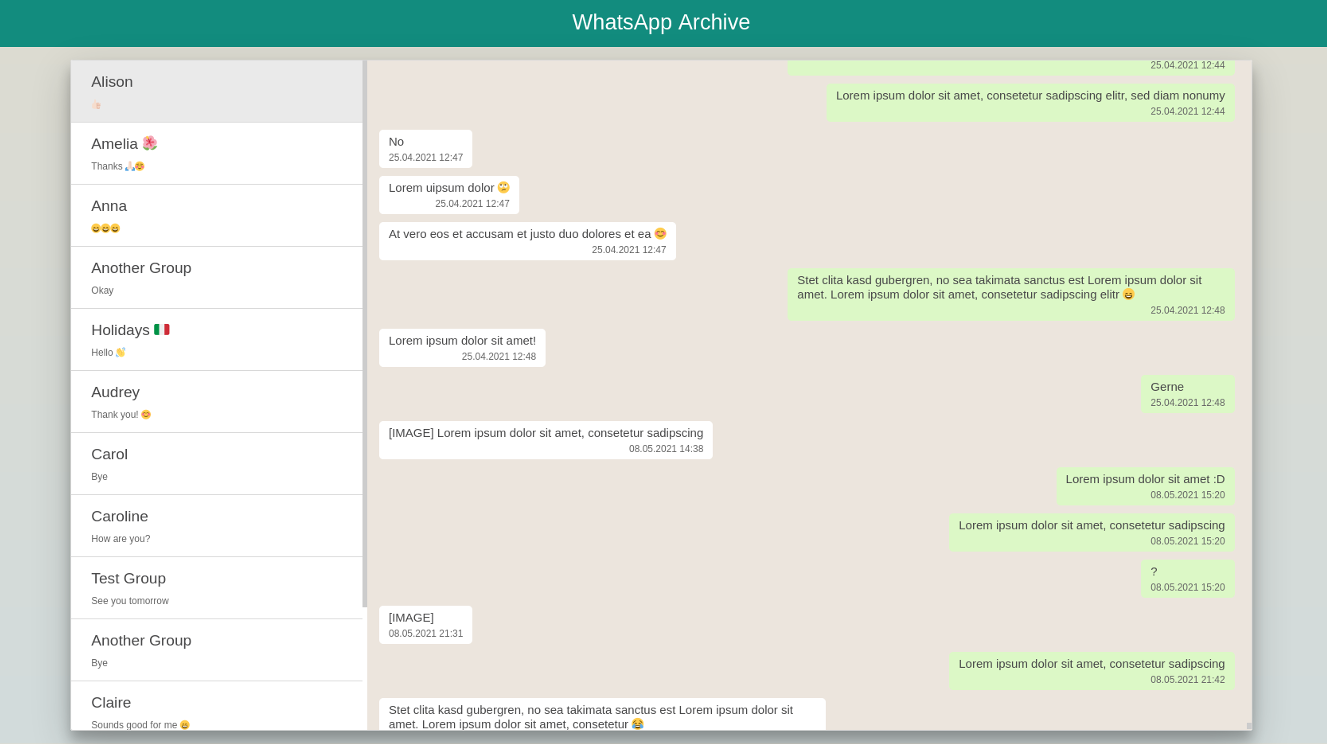 WhatsApp Archive
Alison
👍🏻
Amelia 🌺
Thanks 🙏🏻😊
Anna
😄😄😄
Another Group
Okay
Holidays 🇮🇹
Hello 👋
Audrey
Thank you! 😊
Carol
Bye
Caroline
How are you?
Test Group
See you tomorrow
Another Group
Bye
Claire
Sounds good for me 😄
25.04.2021 12:44
Lorem ipsum dolor sit amet, consetetur sadipscing elitr, sed diam nonumy
25.04.2021 12:44
No
25.04.2021 12:47
Lorem uipsum dolor 🙄
25.04.2021 12:47
At vero eos et accusam et justo duo dolores et ea 😊
25.04.2021 12:47
Stet clita kasd gubergren, no sea takimata sanctus est Lorem ipsum dolor sit
amet. Lorem ipsum dolor sit amet, consetetur sadipscing elitr 😄
25.04.2021 12:48
Lorem ipsum dolor sit amet!
25.04.2021 12:48
Gerne
25.04.2021 12:48
[IMAGE] Lorem ipsum dolor sit amet, consetetur sadipscing
08.05.2021 14:38
Lorem ipsum dolor sit amet :D
08.05.2021 15:20
Lorem ipsum dolor sit amet, consetetur sadipscing
08.05.2021 15:20
?
08.05.2021 15:20
[IMAGE]
08.05.2021 21:31
Lorem ipsum dolor sit amet, consetetur sadipscing
08.05.2021 21:42
Stet clita kasd gubergren, no sea takimata sanctus est Lorem ipsum dolor sit
amet. Lorem ipsum dolor sit amet, consetetur 😂